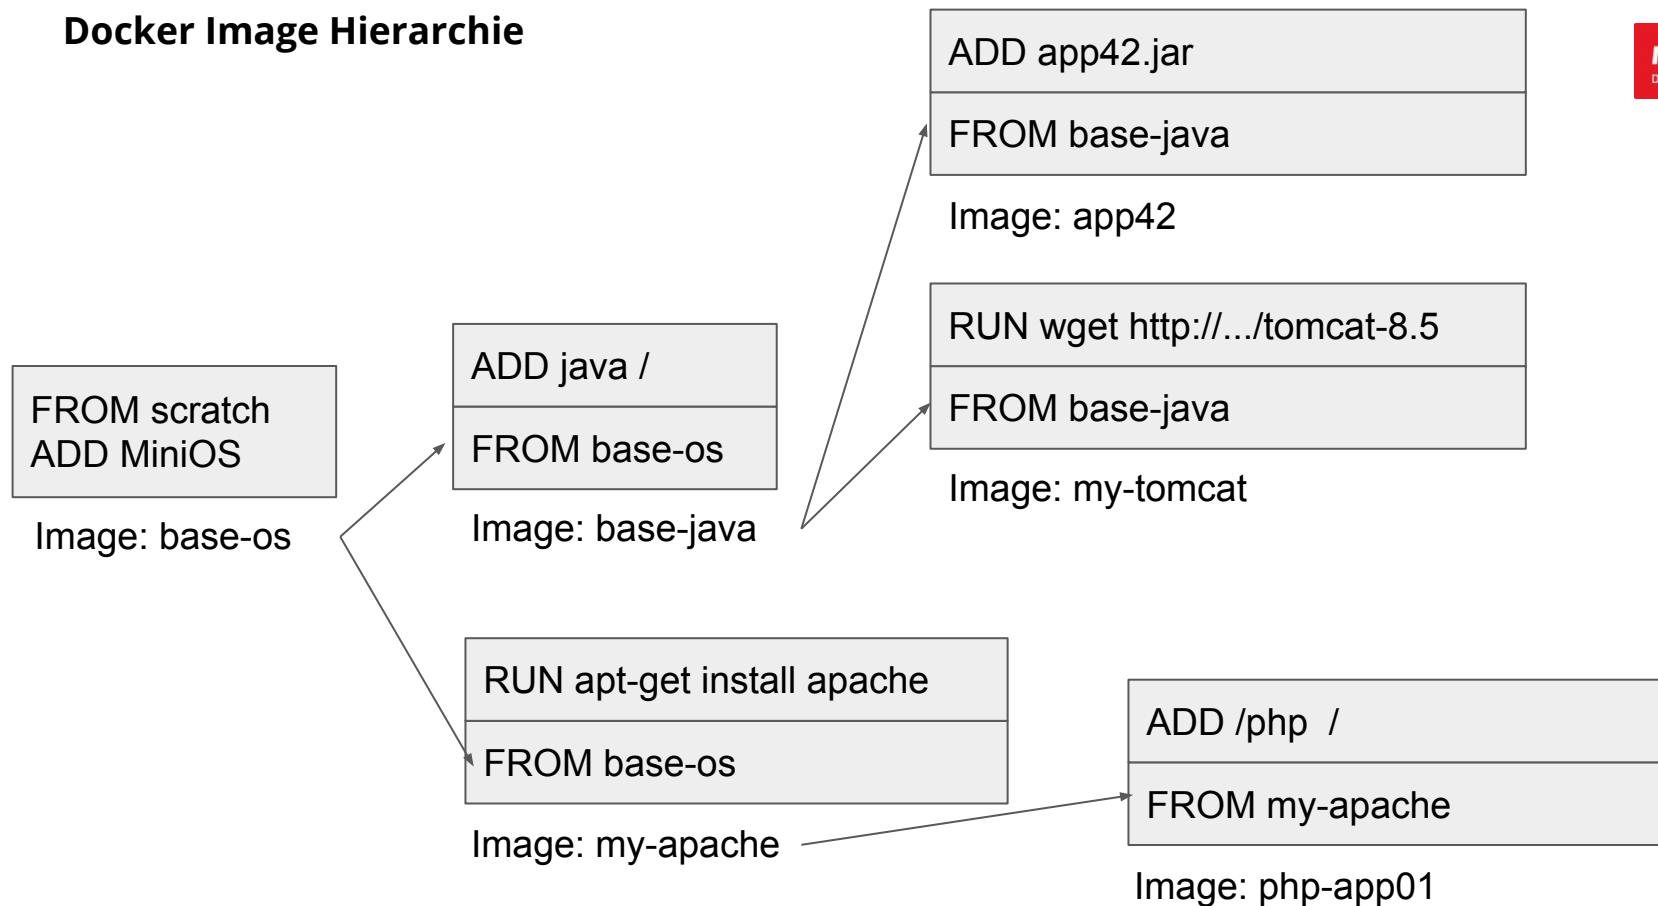 Docker Image Hierarchie
ADD app42.jar
FROM base-java
Image: app42
RUN wget http://.../tomcat-8.5
FROM base-java
Image: my-tomcat
ADD java /
FROM base-os
Image: base-java
FROM scratch
ADD MiniOS
Image: base-os
RUN apt-get install apache
FROM base-os
Image: my-apache
ADD /php  /
FROM my-apache
Image: php-app01